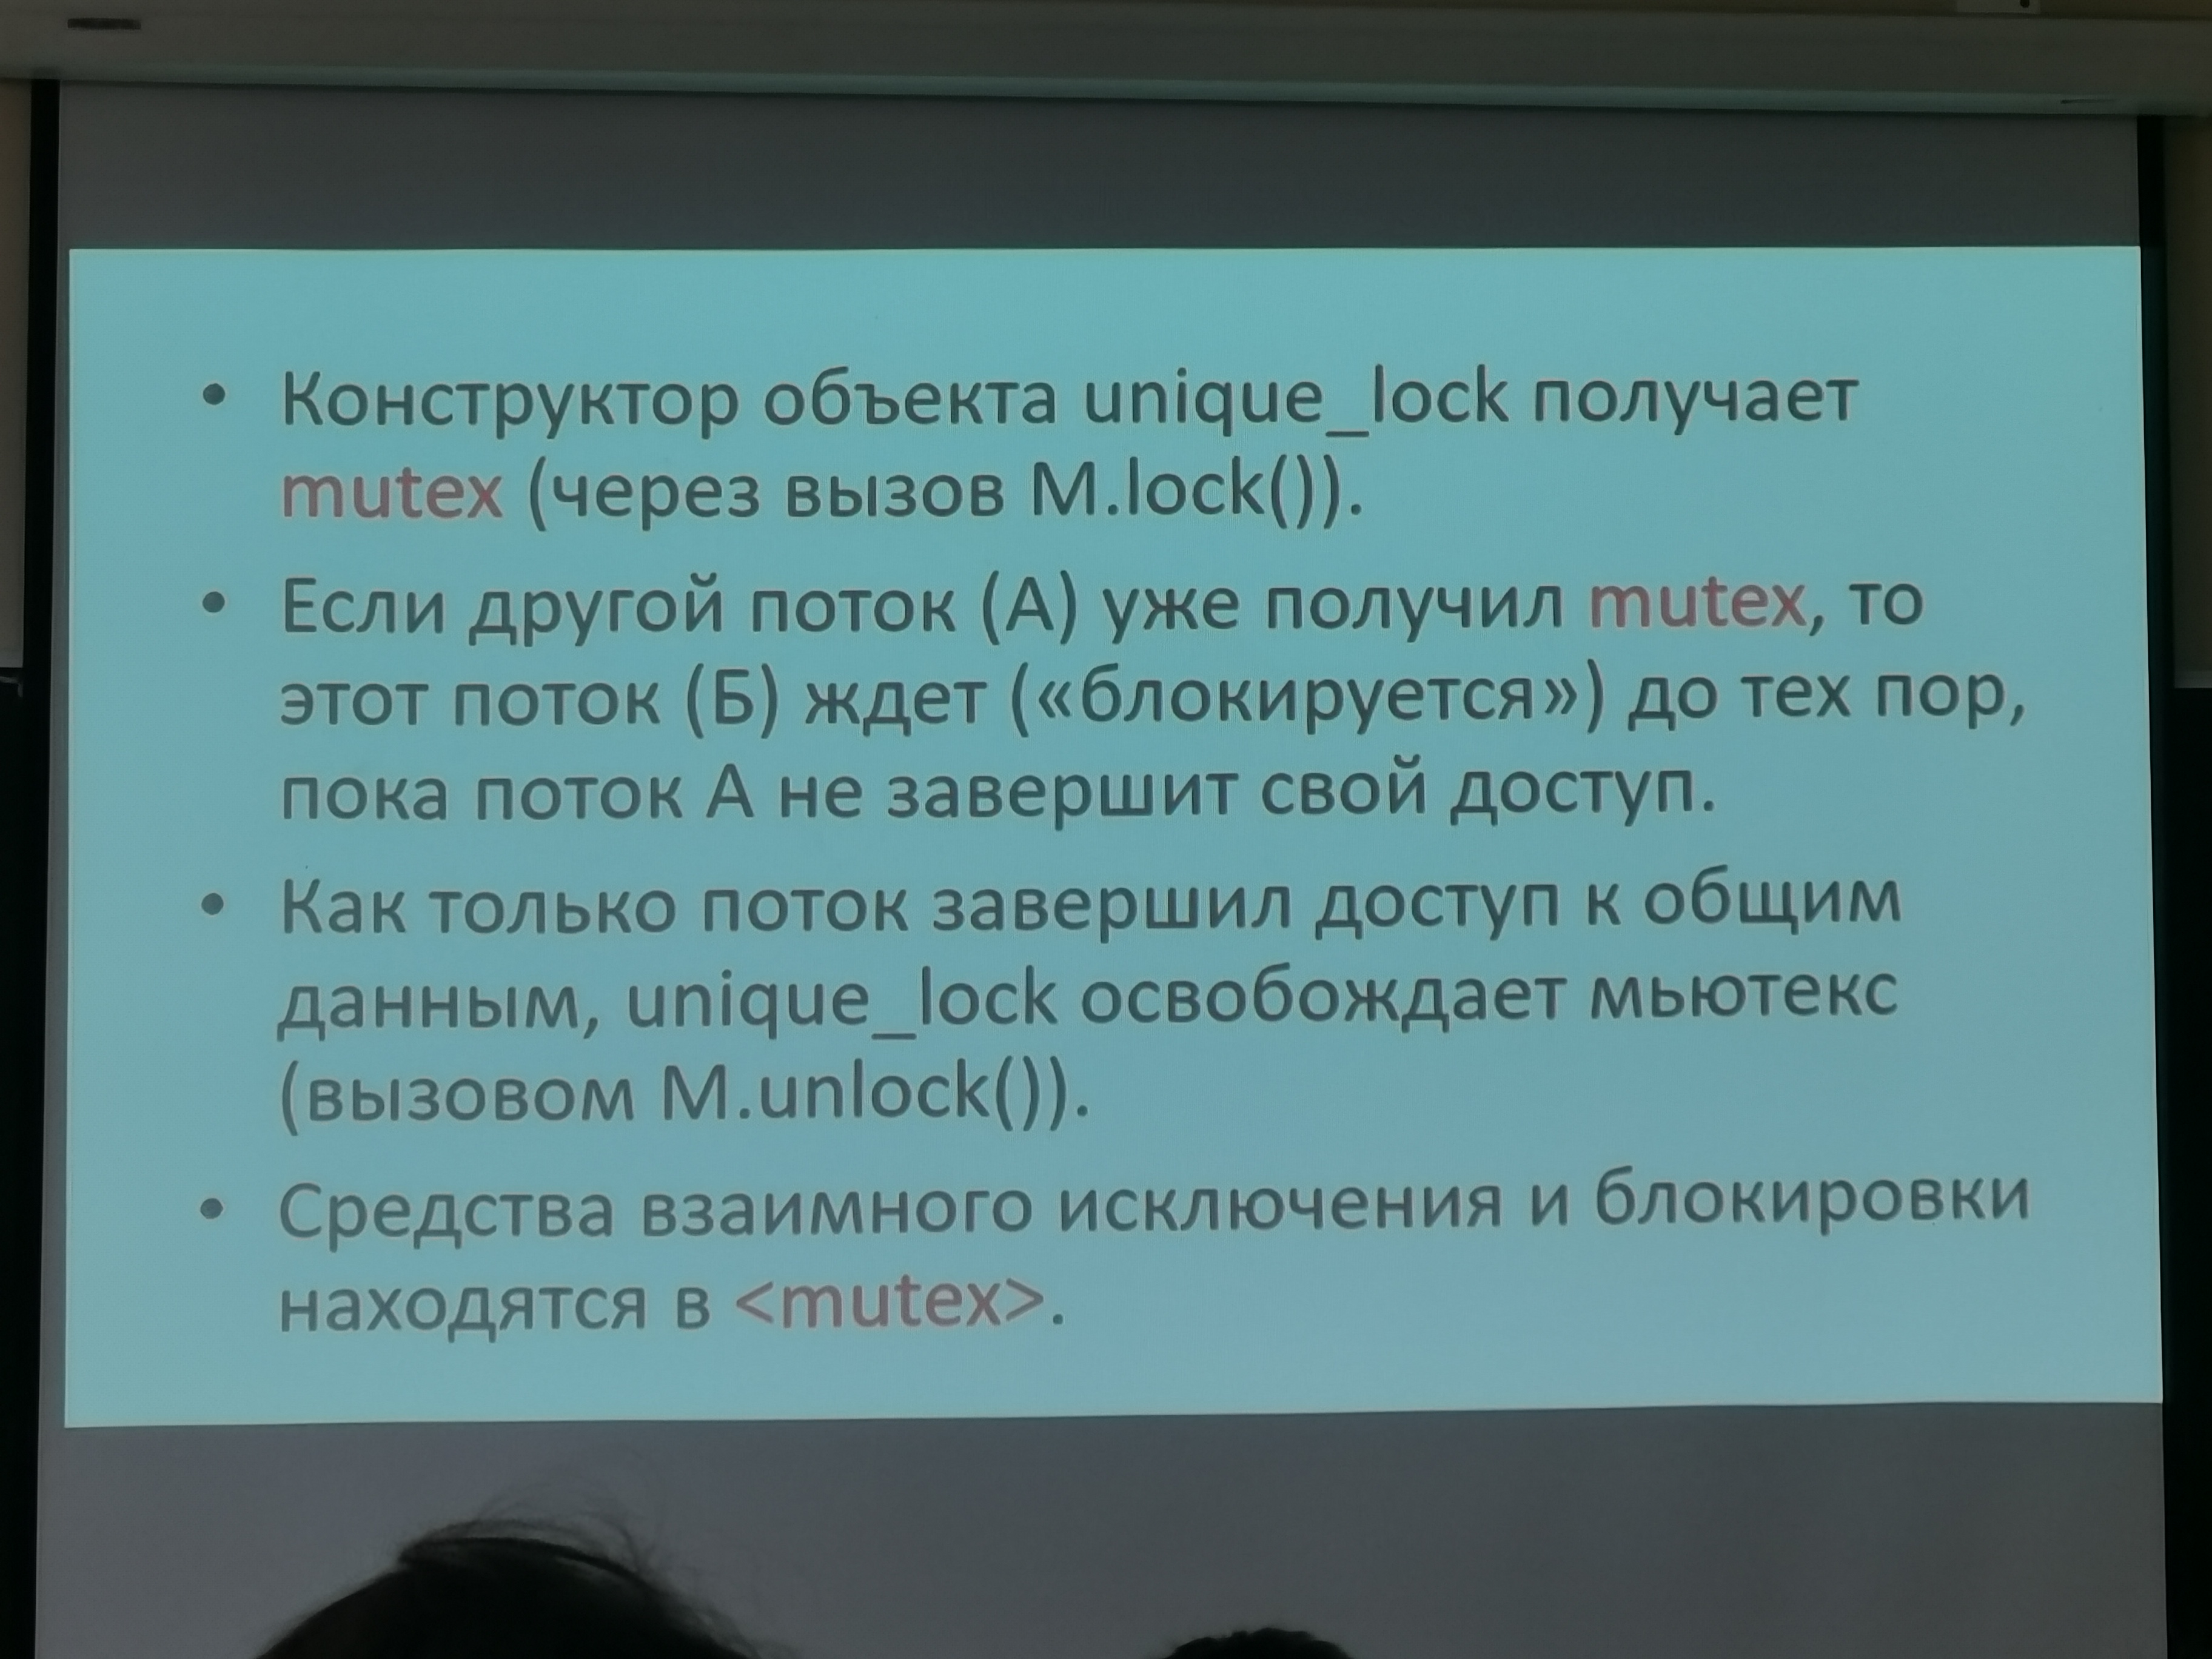 • Конструктор объекта unique_lock получает
mutex (через вызов M.lock()).
• Если другой поток (А) уже получил mutex, то
этот поток (Б) ждет («блокируется») до тех пор,
пока поток А не завершит свой доступ.
• Как только поток завершил доступ к общим
данным, unique_lock освобождает мьютекс
(вызовом M.unlock()).
• Средства взаимного исключения и блокировки
находятся в <mutex>.